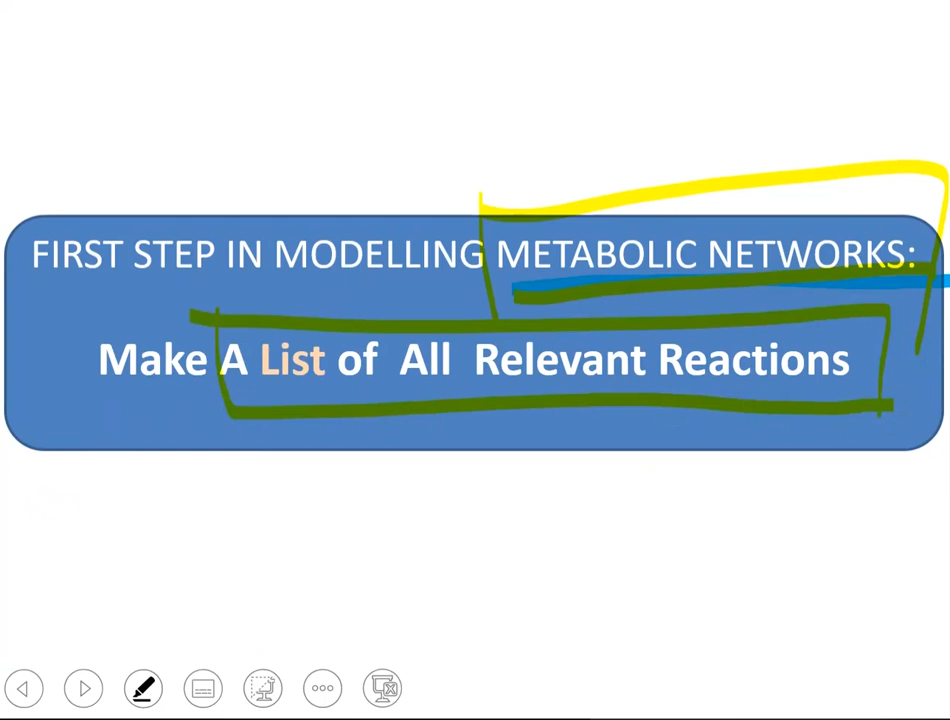 FIRST STEP IN MODELLING METABOLIC NETWORKS:
Make A List of All Relevant Reactions